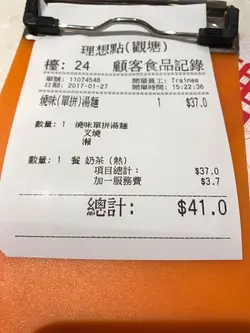 理想點(觀塘)
檯: 24 顧客食品記錄
單號: 11074548 開單員工: Trainee
日期: 2017-01-27 開單時間: 15:22:36
燒味(單拼)湯麵 1 $37.0
數量: 1 燒味單拼湯麵
叉燒
瀨
數量: 1 餐 奶茶 (熱)
項目總計: $37.0
加一服務費 $3.7
總計: $41.0